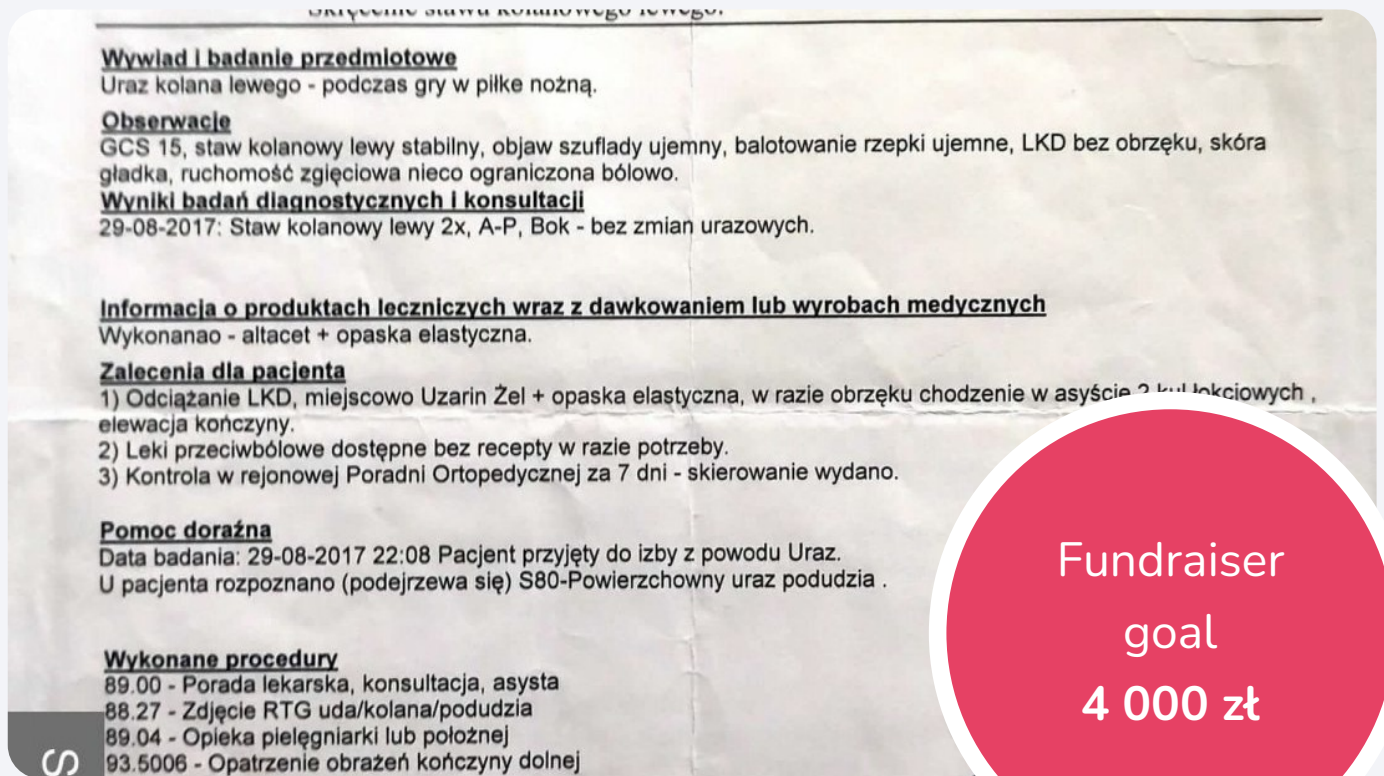 Skręcenie stawu kolanowego lewego.
Wywiad i badanie przedmiotowe
Uraz kolana lewego - podczas gry w piłke nożną.
Obserwacje
GCS 15, staw kolanowy lewy stabilny, objaw szuflady ujemny, balotowanie rzepki ujemne, LKD bez obrzęku, skóra
gładka, ruchomość zgięciowa nieco ograniczona bólowo.
Wyniki badań diagnostycznych i konsultacji
29-08-2017: Staw kolanowy lewy 2x, A-P, Bok - bez zmian urazowych.
Informacja o produktach leczniczych wraz z dawkowaniem lub wyrobach medycznych
Wykonanao - altacet + opaska elastyczna.
Zalecenia dla pacjenta
1) Odciążanie LKD, miejscowo Uzarin Żel + opaska elastyczna, w razie obrzęku chodzenie w asyście 2 kul łokciowych ,
elewacja kończyny.
2) Leki przeciwbólowe dostępne bez recepty w razie potrzeby.
3) Kontrola w rejonowej Poradni Ortopedycznej za 7 dni - skierowanie wydano.
Pomoc doraźna
Data badania: 29-08-2017 22:08 Pacjent przyjęty do izby z powodu Uraz.
U pacjenta rozpoznano (podejrzewa się) S80-Powierzchowny uraz podudzia .
Wykonane procedury
89.00 - Porada lekarska, konsultacja, asysta
88.27 - Zdjęcie RTG uda/kolana/podudzia
89.04 - Opieka pielęgniarki lub położnej
93.5006 - Opatrzenie obrażeń kończyny dolnej
Fundraiser
goal
4 000 zł
S